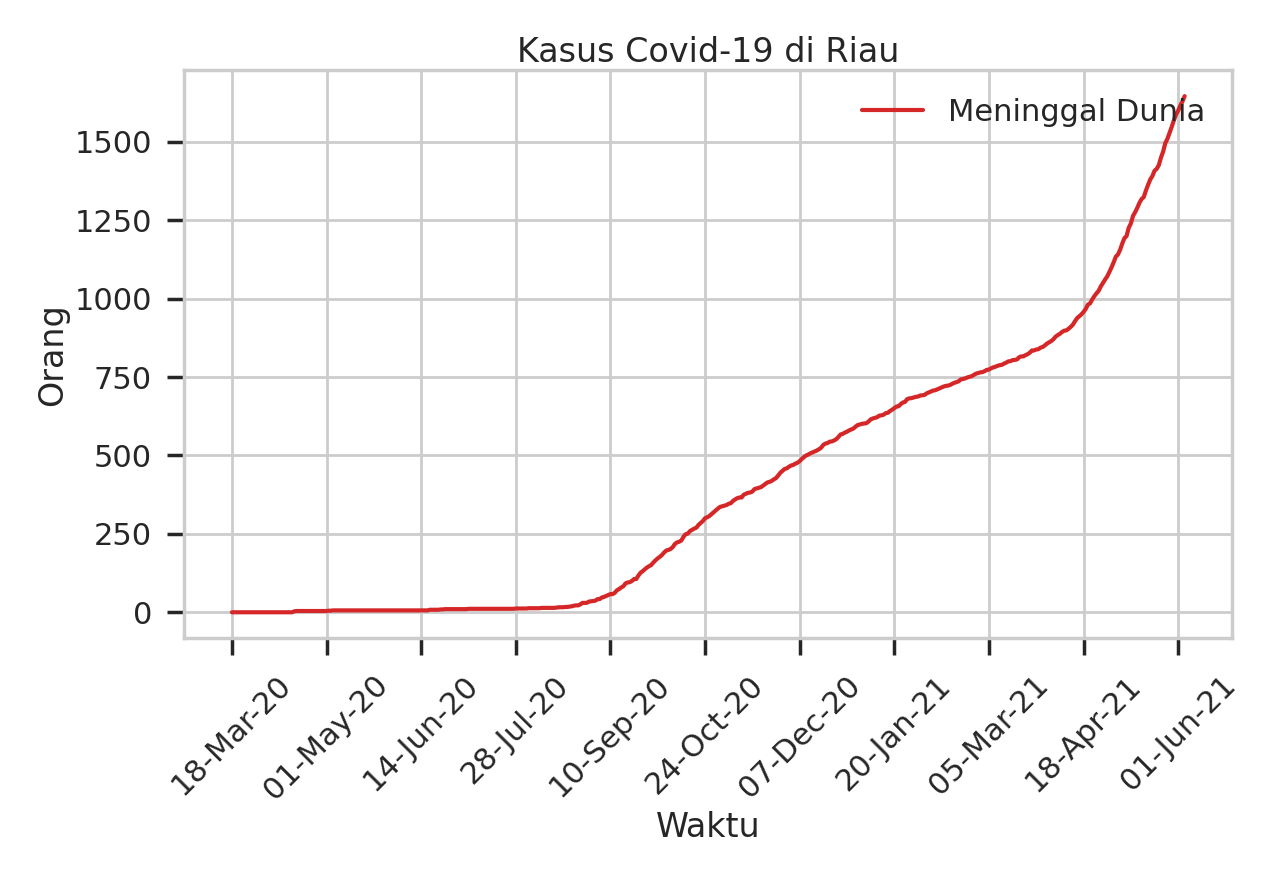 Kasus Covid-19 di Riau
Meninggal Dunia
Orang
1500
1250
1000
750
500
250
0
18-Mar-20
01-May-20
14-Jun-20
28-Jul-20
10-Sep-20
24-Oct-20
07-Dec-20
20-Jan-21
05-Mar-21
18-Apr-21
01-Jun-21
Waktu